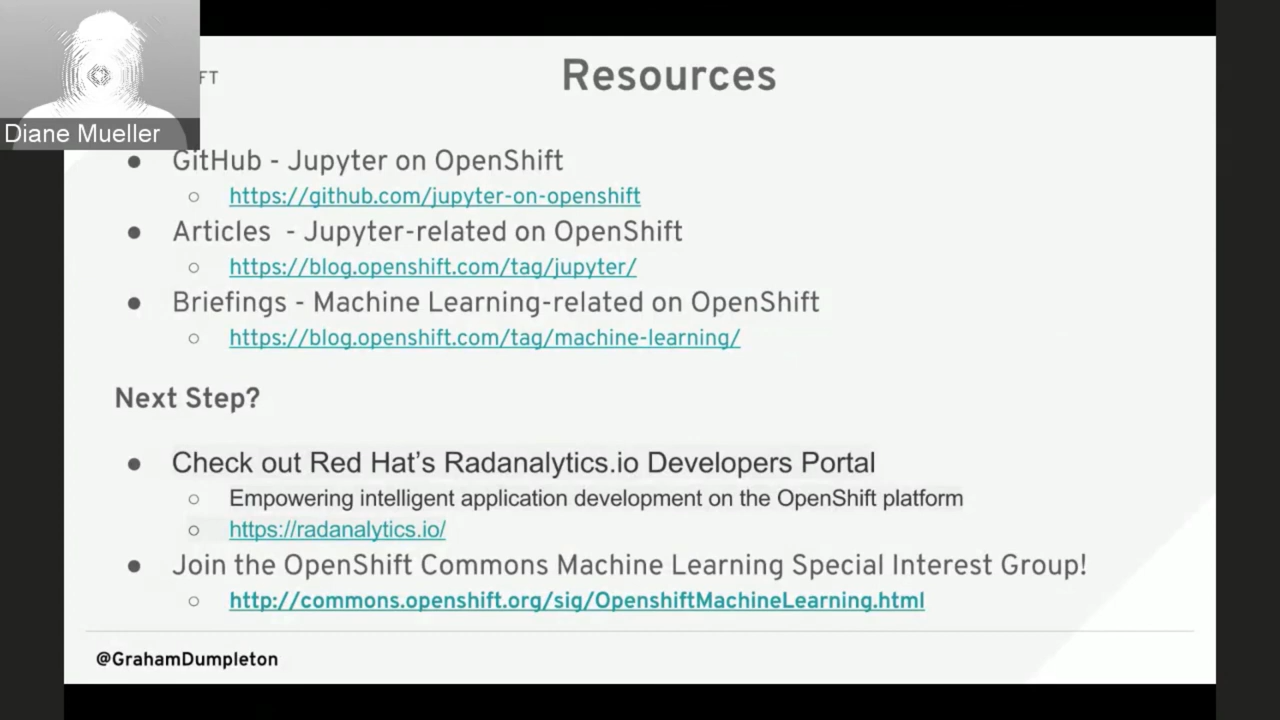 Resources
FT
Diane Mueller
● GitHub - Jupyter on OpenShift
○ https://github.com/jupyter-on-openshift
● Articles - Jupyter-related on OpenShift
○ https://blog.openshift.com/tag/jupyter/
● Briefings - Machine Learning-related on OpenShift
○ https://blog.openshift.com/tag/machine-learning/
Next Step?
● Check out Red Hat's Radanalytics.io Developers Portal
○ Empowering intelligent application development on the OpenShift platform
○ https://radanalytics.io/
● Join the OpenShift Commons Machine Learning Special Interest Group!
○ http://commons.openshift.org/sig/OpenshiftMachineLearning.html
@GrahamDumpleton